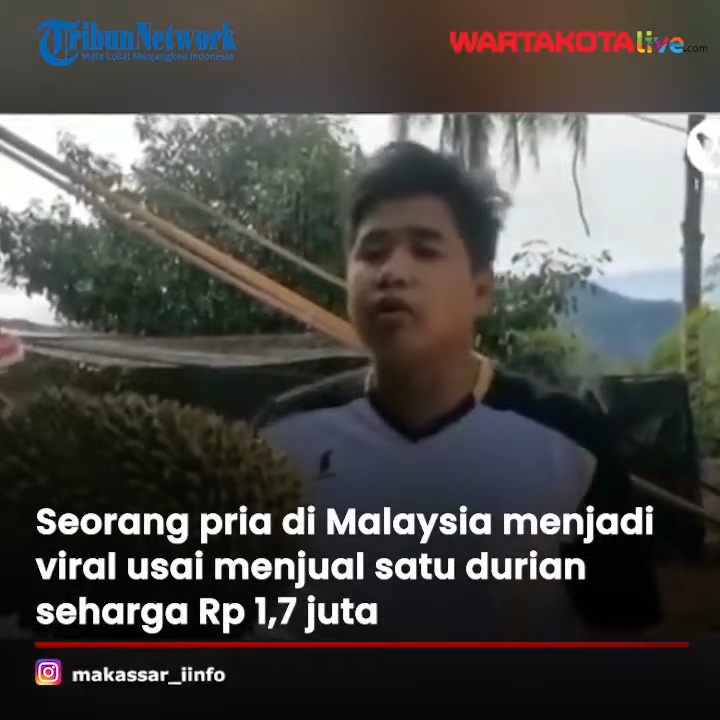 TribunNetwork
Mata Lokal Menjangkau Indonesia
WARTAKOTAlive.com
Seorang pria di Malaysia menjadi
viral usai menjual satu durian
seharga Rp 1,7 juta
makassar_iinfo